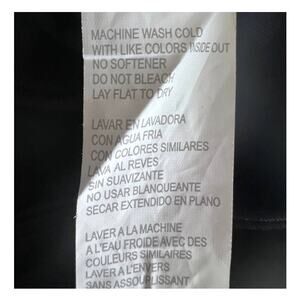 MACHINE WASH COLD
WITH LIKE COLORS INSIDE OUT
NO SOFTENER
DO NOT BLEACH
LAY FLAT TO DRY
LAVAR EN LAVADORA
CON AGUA FRIA
CON COLORES SIMILARES
LAVA AL REVES
SIN SUAVIZANTE
NO USAR BLANQUEANTE
SECAR EXTENDIDO EN PLANO
LAVER A LA MACHINE
A L'EAU FROIDE AVEC DES
COULEURS SIMILAIRES
LAVER A L'ENVERS
SANS ASSOUPLISSANT